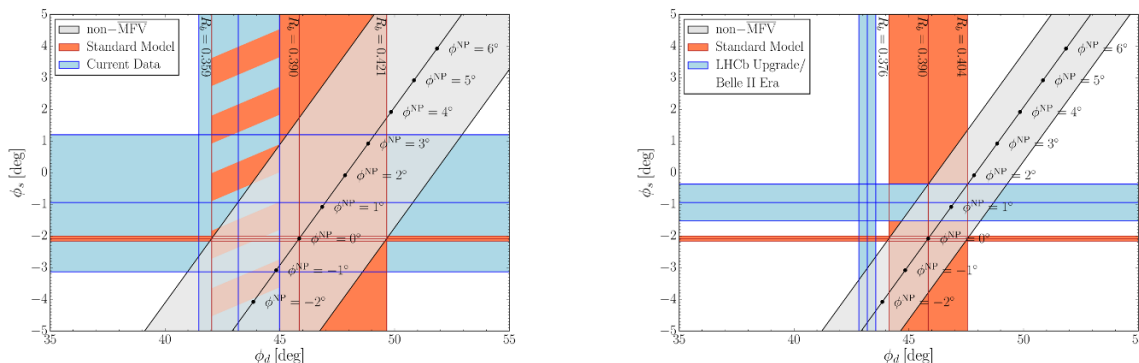 non-M̅F̅V̅
Standard Model
Current Data
R_b = 0.359
R_b = 0.390
R_b = 0.421
ϕ^NP = 6°
ϕ^NP = 5°
ϕ^NP = 4°
ϕ^NP = 3°
ϕ^NP = 2°
ϕ^NP = 1°
ϕ^NP = 0°
ϕ^NP = −1°
ϕ^NP = −2°
5
4
3
2
1
0
−1
−2
−3
−4
−5
ϕ_s [deg]
35 40 45 50 55
ϕ_d [deg]
non-M̅F̅V̅
Standard Model
LHCb Upgrade/
Belle II Era
R_b = 0.376
R_b = 0.390
R_b = 0.404
ϕ^NP = 6°
ϕ^NP = 5°
ϕ^NP = 4°
ϕ^NP = 3°
ϕ^NP = 2°
ϕ^NP = 1°
ϕ^NP = 0°
ϕ^NP = −1°
ϕ^NP = −2°
5
4
3
2
1
0
−1
−2
−3
−4
−5
ϕ_s [deg]
35 40 45 50 55
ϕ_d [deg]